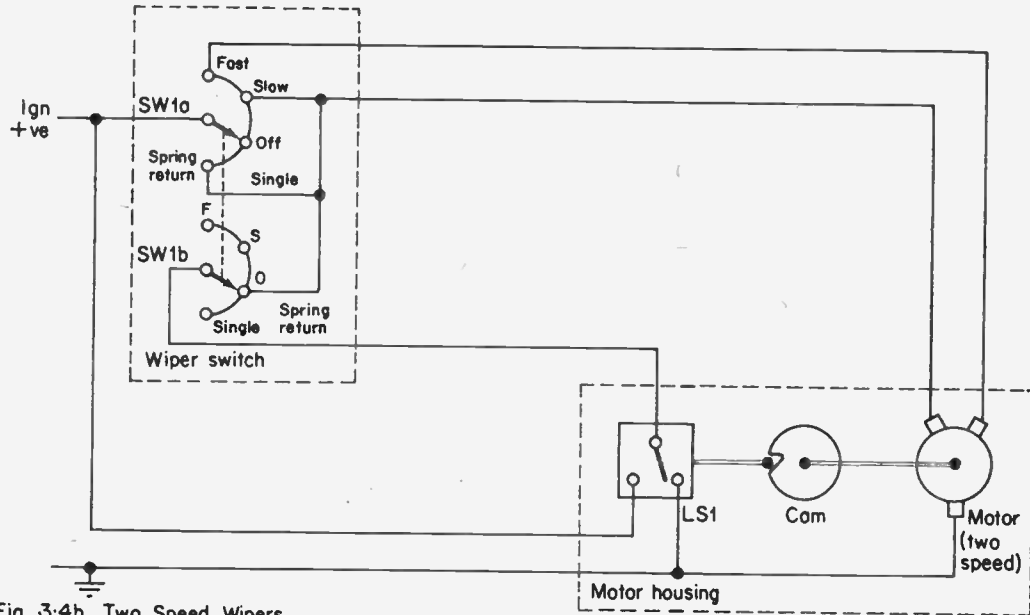 Fast
Slow
Ign
+ve
SW1a
Off
Spring
return
Single
F
S
SW1b
O
Spring
return
Single
Wiper switch
LS1
Cam
Motor
(two
speed)
Motor housing
Fig. 3:4b Two Speed Wipers